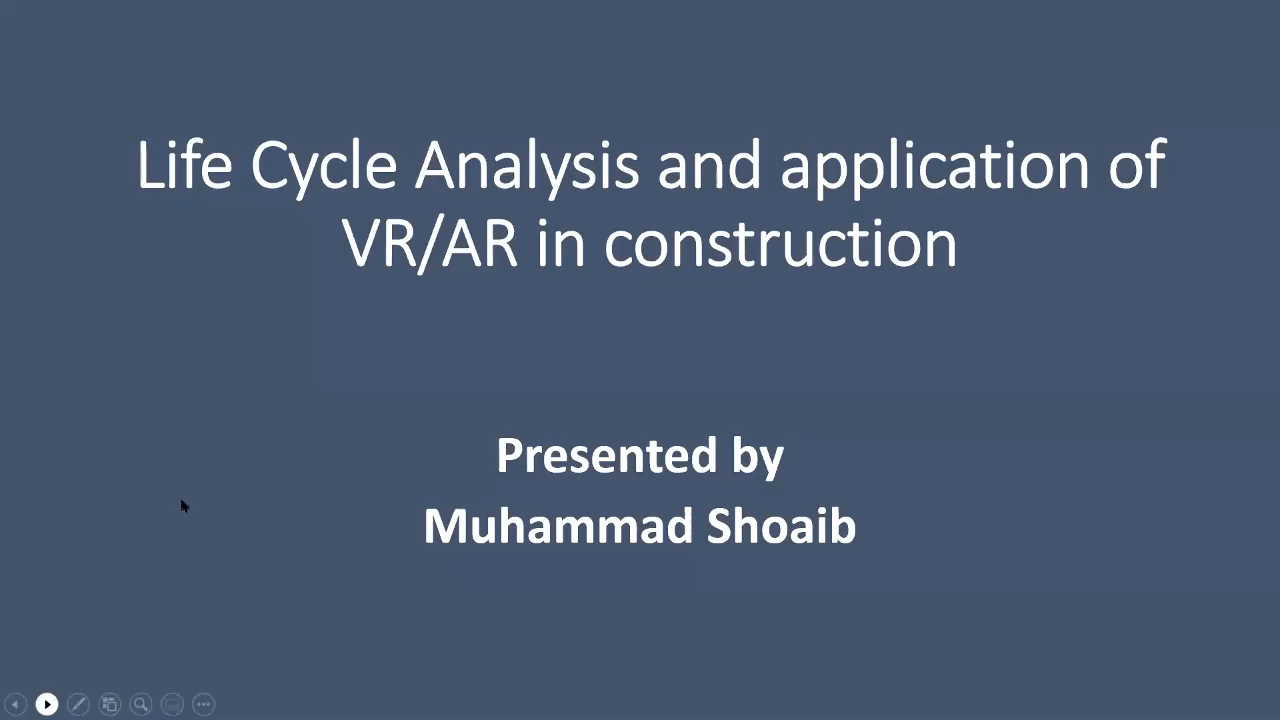 Life Cycle Analysis and application of
VR/AR in construction
Presented by
Muhammad Shoaib